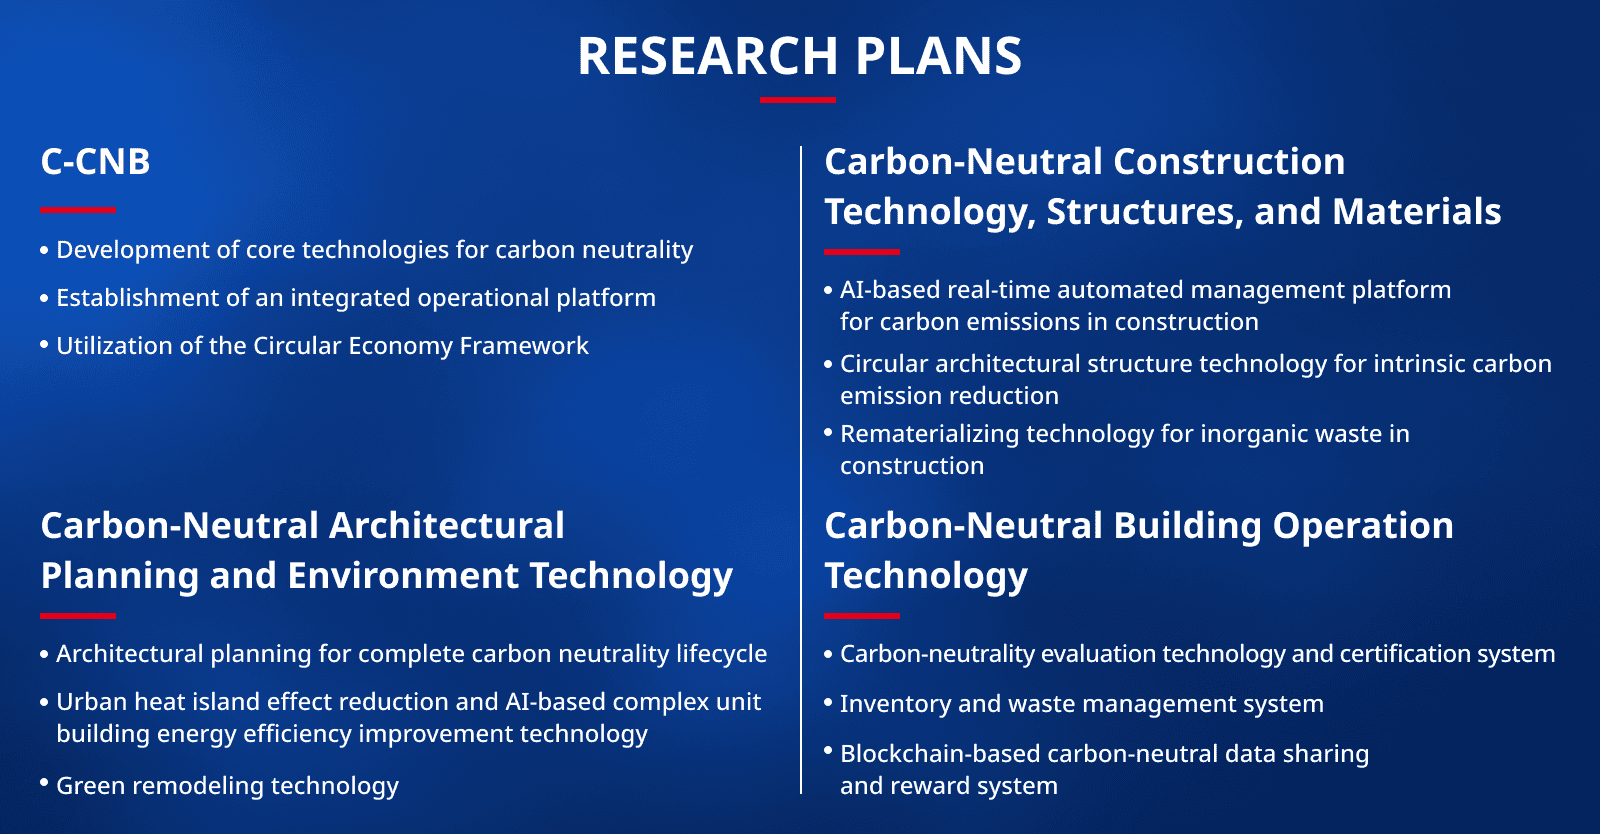 RESEARCH PLANS
C-CNB
• Development of core technologies for carbon neutrality
• Establishment of an integrated operational platform
• Utilization of the Circular Economy Framework
Carbon-Neutral Construction
Technology, Structures, and Materials
• AI-based real-time automated management platform
for carbon emissions in construction
• Circular architectural structure technology for intrinsic carbon
emission reduction
• Rematerializing technology for inorganic waste in
construction
Carbon-Neutral Architectural
Planning and Environment Technology
• Architectural planning for complete carbon neutrality lifecycle
• Urban heat island effect reduction and AI-based complex unit
building energy efficiency improvement technology
• Green remodeling technology
Carbon-Neutral Building Operation
Technology
• Carbon-neutrality evaluation technology and certification system
• Inventory and waste management system
• Blockchain-based carbon-neutral data sharing
and reward system